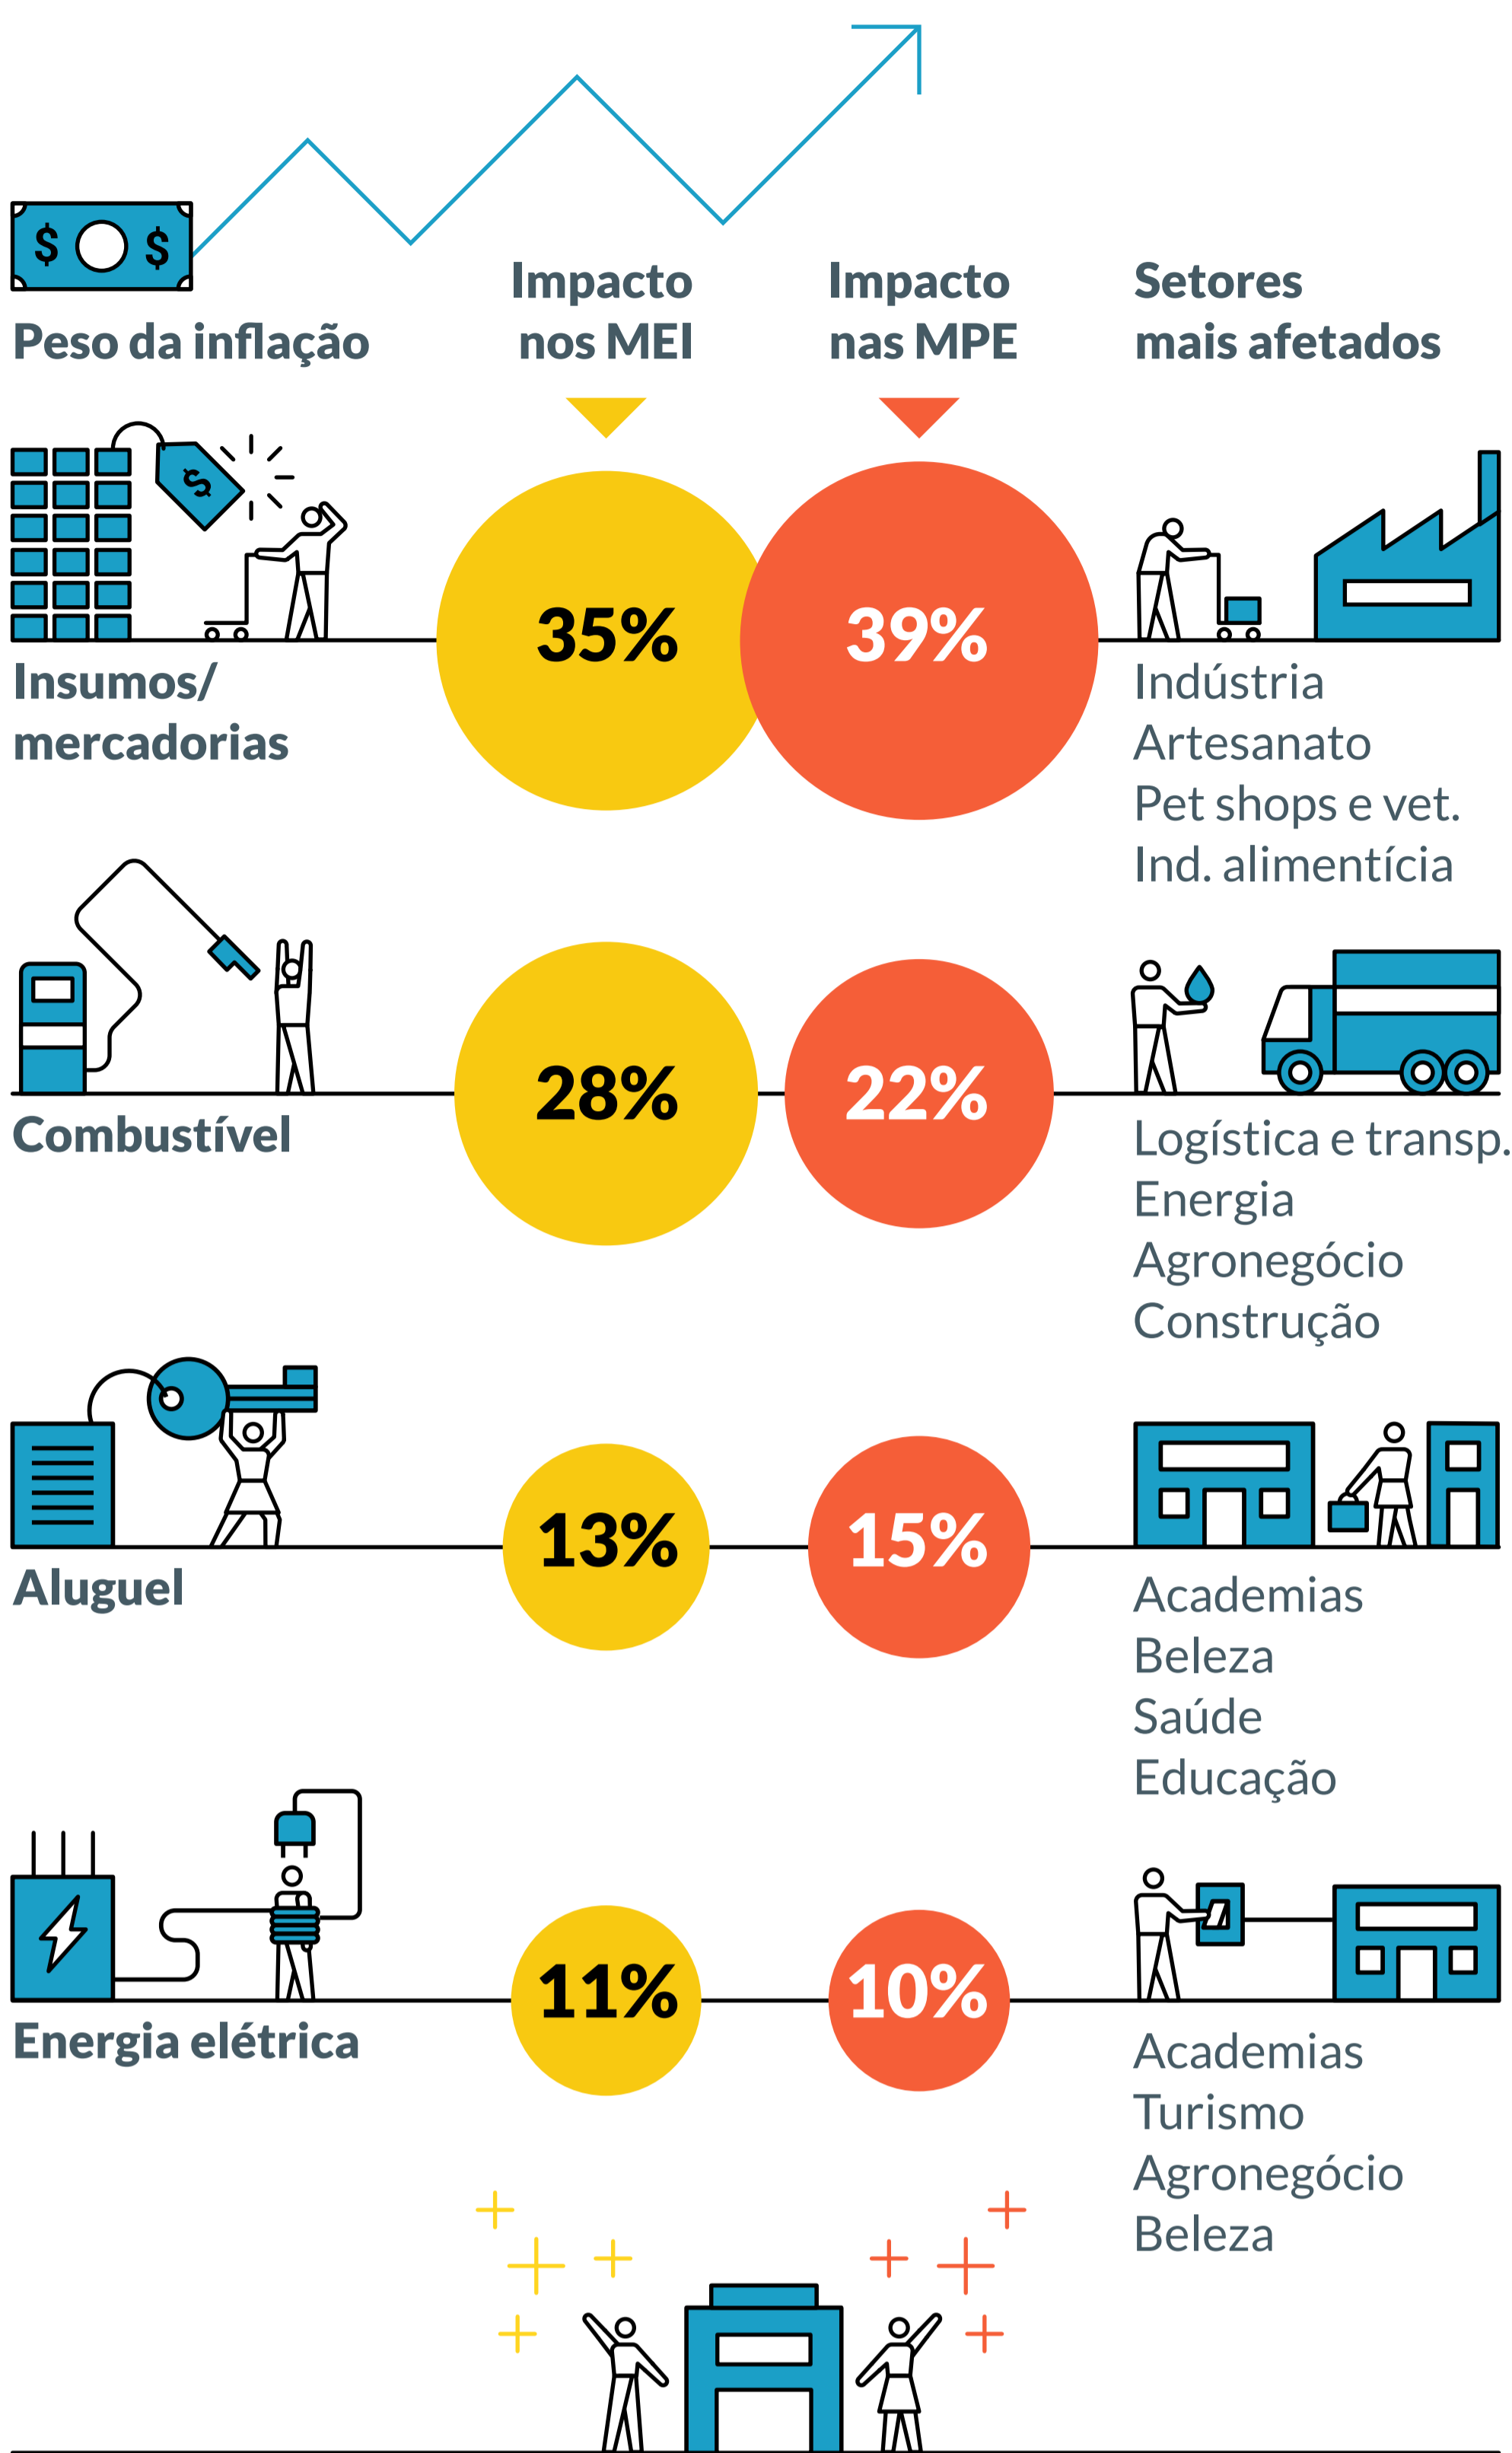 $ $
Peso da inflação
Impacto
nos MEI
Impacto
nas MPE
Setores
mais afetados
$
Insumos/
mercadorias
35%
39%
Indústria
Artesanato
Pet shops e vet.
Ind. alimentícia
Combustível
28%
22%
Logística e transp.
Energia
Agronegócio
Construção
Aluguel
13%
15%
Academias
Beleza
Saúde
Educação
Energia elétrica
11%
10%
Academias
Turismo
Agronegócio
Beleza